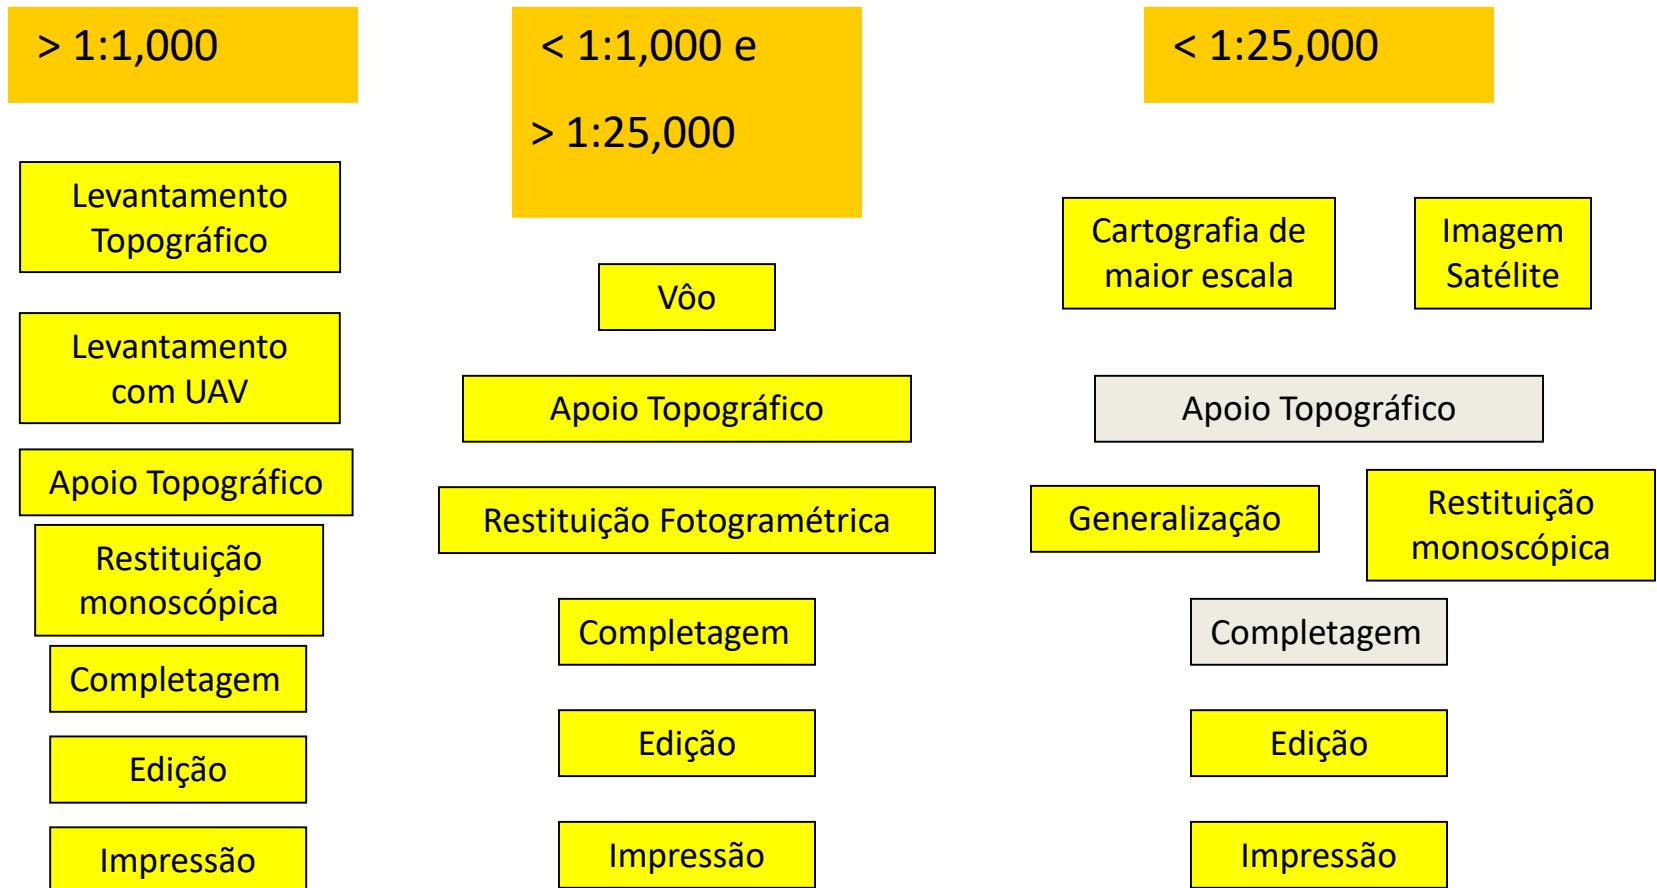 > 1:1,000
Levantamento
Topográfico
Levantamento
com UAV
Apoio Topográfico
Restituição
monoscópica
Completagem
Edição
Impressão
< 1:1,000 e
> 1:25,000
Vôo
Apoio Topográfico
Restituição Fotogramétrica
Completagem
Edição
Impressão
< 1:25,000
Cartografia de
maior escala
Imagem
Satélite
Apoio Topográfico
Generalização
Restituição
monoscópica
Completagem
Edição
Impressão